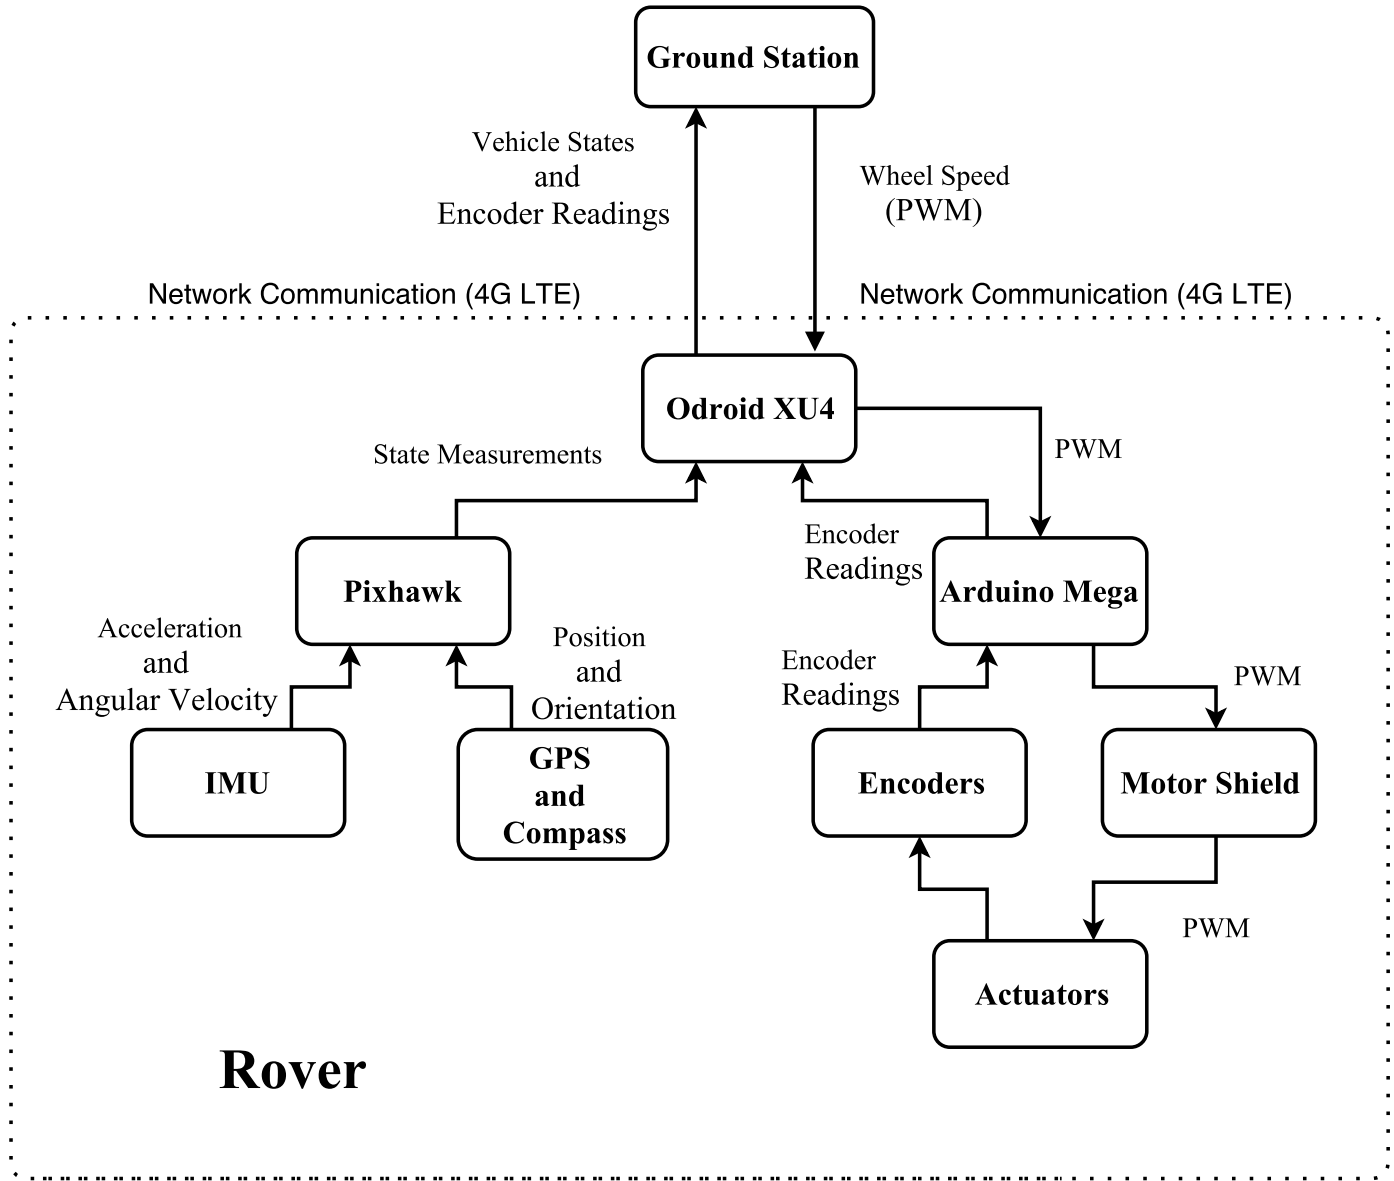 Ground Station
Vehicle States
and
Encoder Readings
Wheel Speed
(PWM)
Network Communication (4G LTE)
Network Communication (4G LTE)
Odroid XU4
State Measurements
PWM
Encoder
Readings
Pixhawk
Arduino Mega
Acceleration
and
Angular Velocity
Position
and
Orientation
Encoder
Readings
PWM
IMU
GPS
and
Compass
Encoders
Motor Shield
PWM
Actuators
Rover